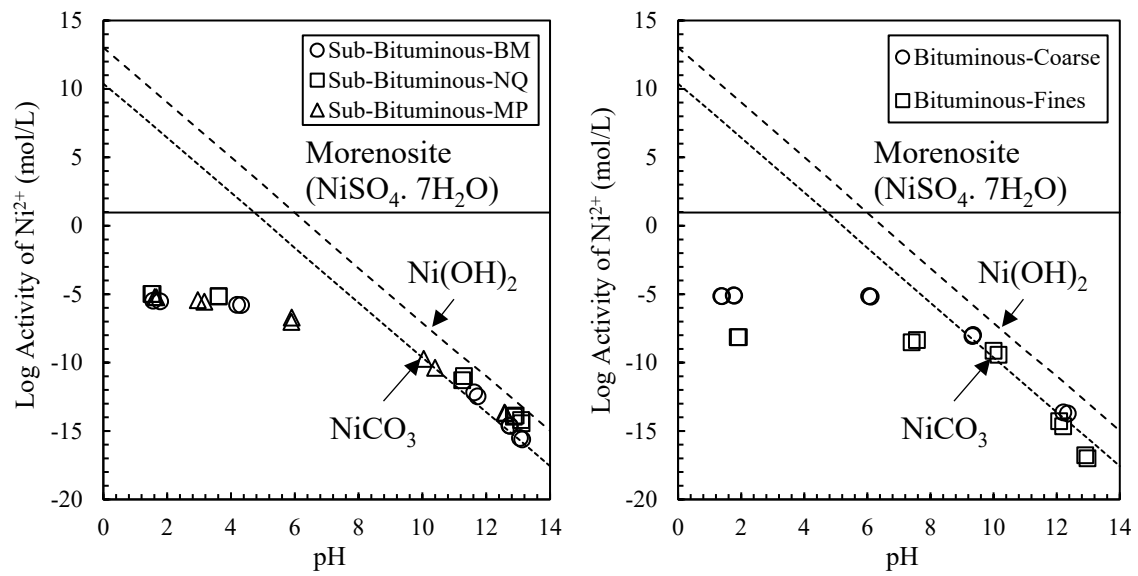 Log Activity of Ni²⁺ (mol/L)
15
10
5
0
-5
-10
-15
-20
0 2 4 6 8 10 12 14
pH
Sub-Bituminous-BM
Sub-Bituminous-NQ
Sub-Bituminous-MP
Morenosite
(NiSO₄. 7H₂O)
Ni(OH)₂
NiCO₃
Log Activity of Ni²⁺ (mol/L)
15
10
5
0
-5
-10
-15
-20
0 2 4 6 8 10 12 14
pH
Bituminous-Coarse
Bituminous-Fines
Morenosite
(NiSO₄. 7H₂O)
Ni(OH)₂
NiCO₃